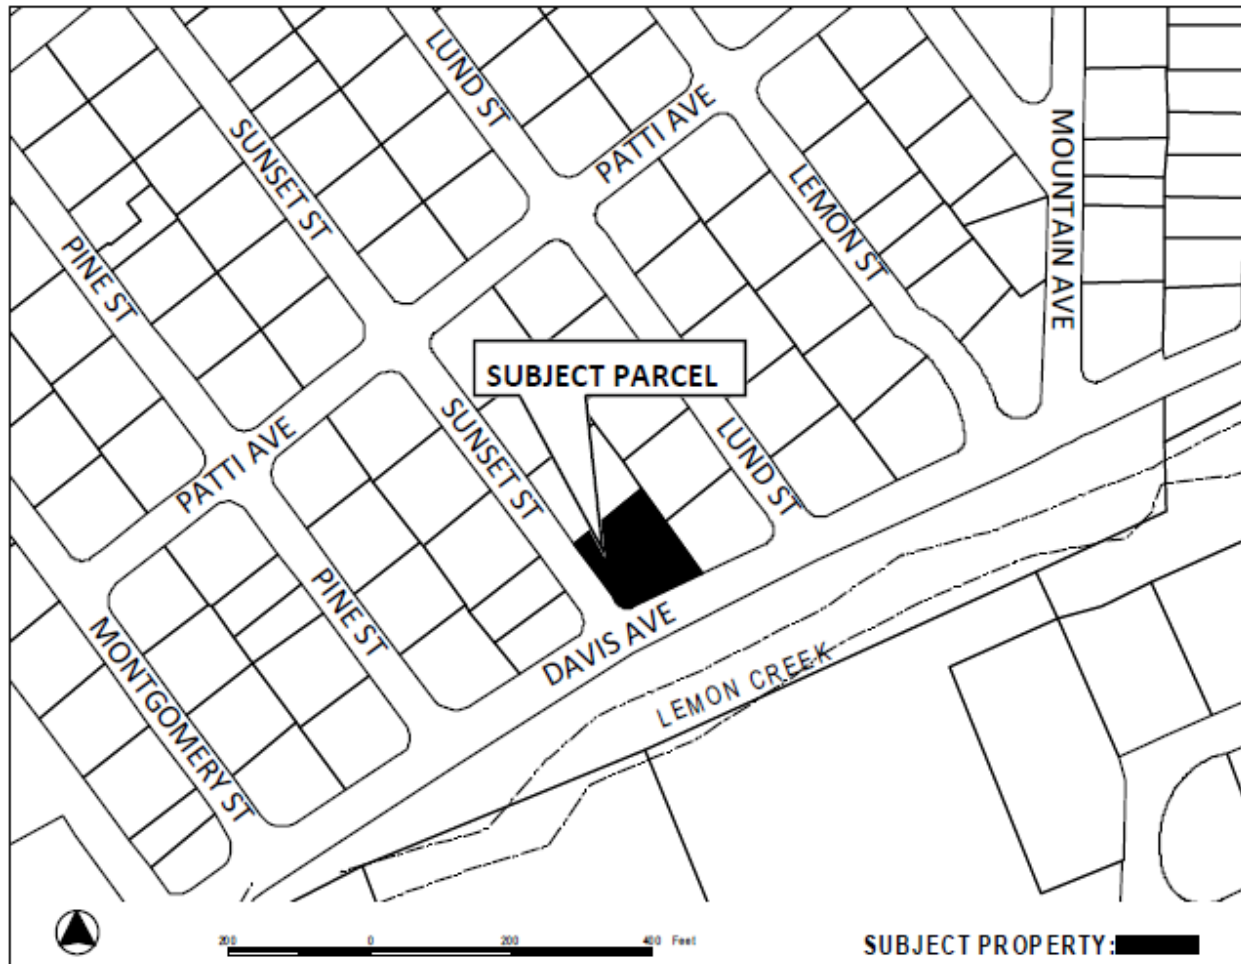 LUND ST
PATTI AVE
SUNSET ST
MOUNTAIN AVE
LEMON ST
PINE ST
SUBJECT PARCEL
SUNSET ST
LUND ST
PATTI AVE
PINE ST
MONTGOMERY ST
DAVIS AVE
LEMON CREEK
200 0 200 400 Feet
SUBJECT PROPERTY: